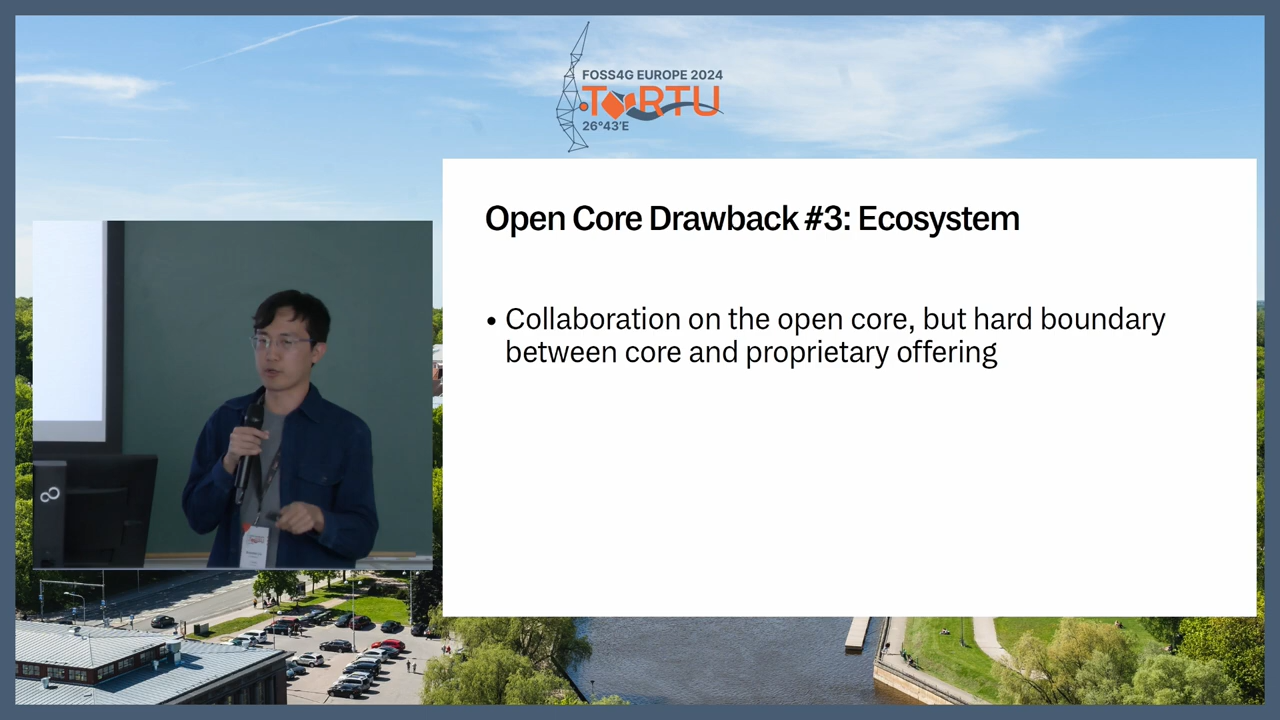 FOSS4G EUROPE 2024
TARTU
26°43'E
Open Core Drawback #3: Ecosystem
• Collaboration on the open core, but hard boundary
between core and proprietary offering